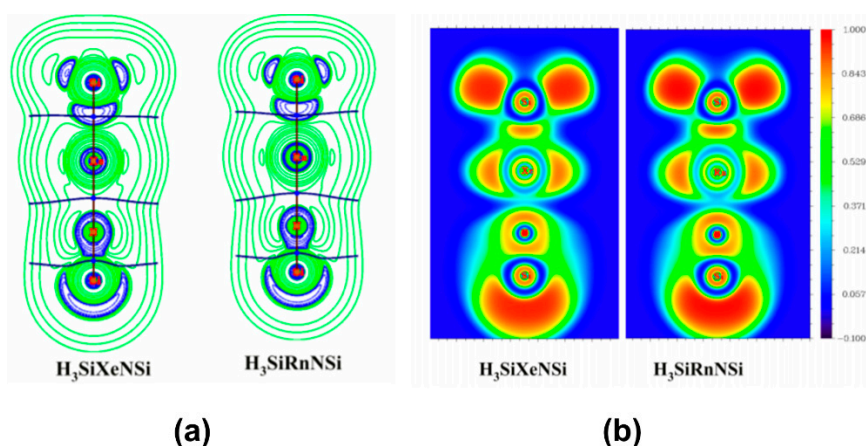 H₃SiXeNSi
H₃SiRnNSi
(a)
1.000
0.843
0.686
0.529
0.371
0.214
0.057
-0.100
H₃SiXeNSi
H₃SiRnNSi
(b)